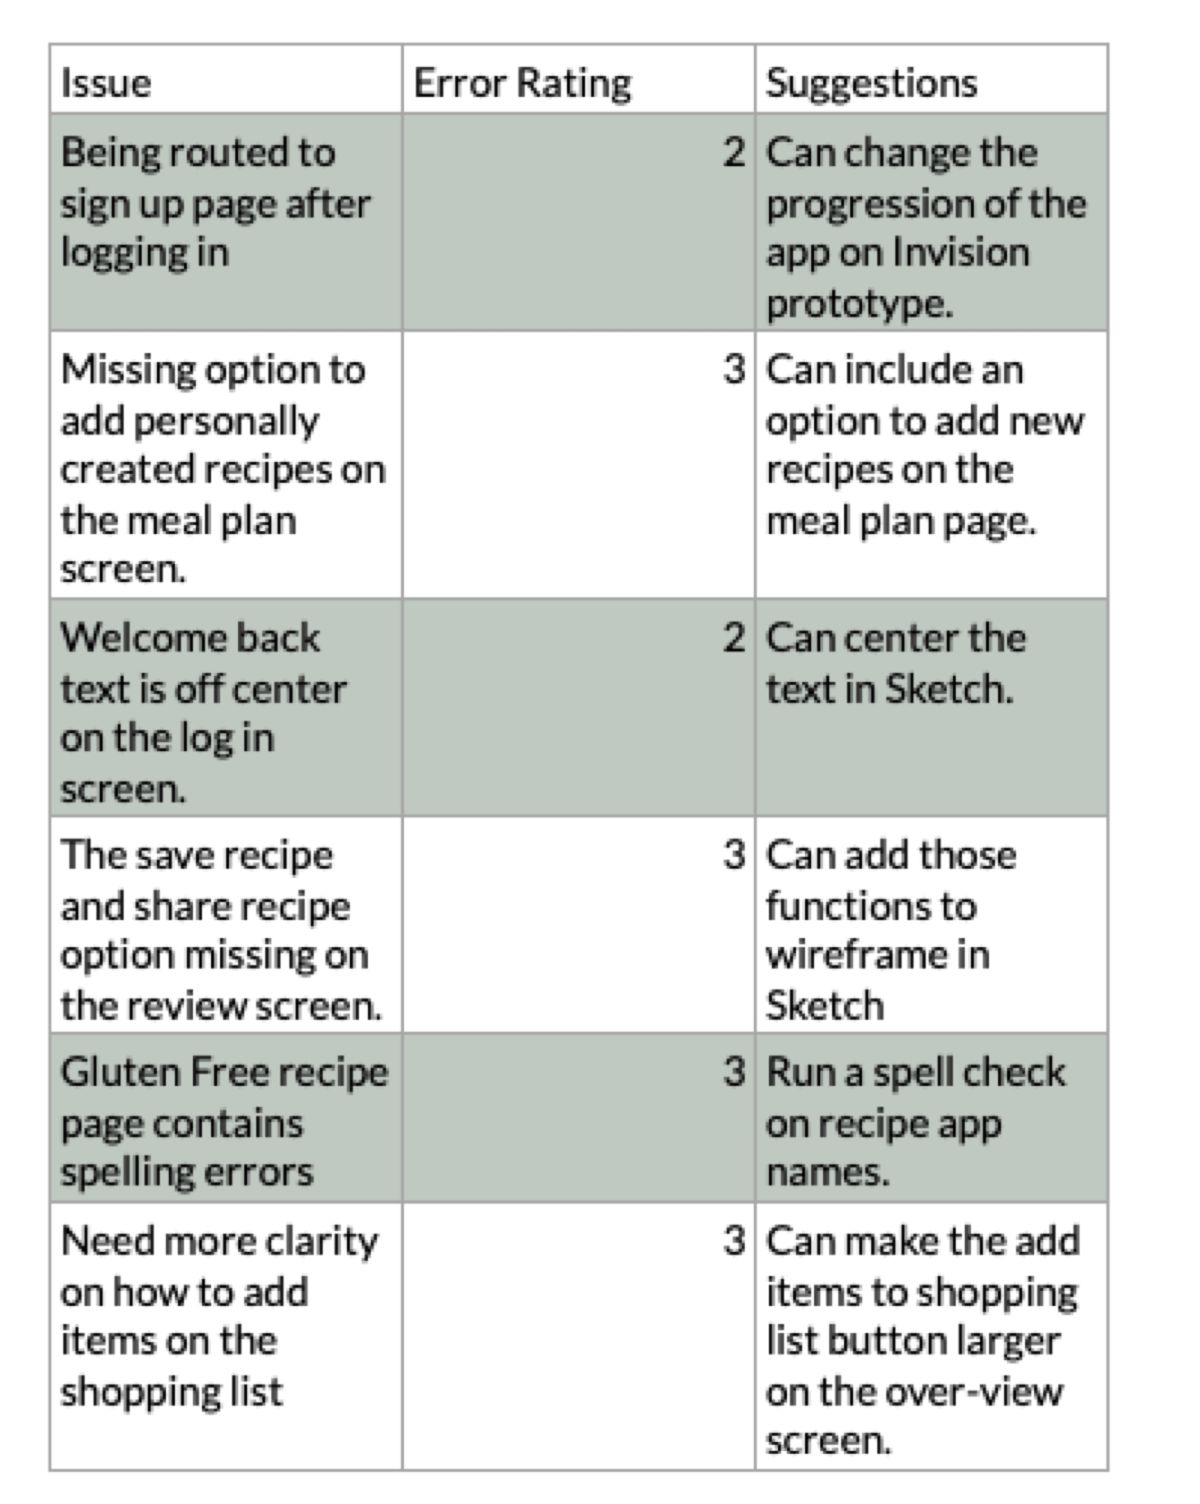 Issue
Error Rating
Suggestions
Being routed to
sign up page after
logging in
2
Can change the
progression of the
app on Invision
prototype.
Missing option to
add personally
created recipes on
the meal plan
screen.
3
Can include an
option to add new
recipes on the
meal plan page.
Welcome back
text is off center
on the log in
screen.
2
Can center the
text in Sketch.
The save recipe
and share recipe
option missing on
the review screen.
3
Can add those
functions to
wireframe in
Sketch
Gluten Free recipe
page contains
spelling errors
3
Run a spell check
on recipe app
names.
Need more clarity
on how to add
items on the
shopping list
3
Can make the add
items to shopping
list button larger
on the over-view
screen.